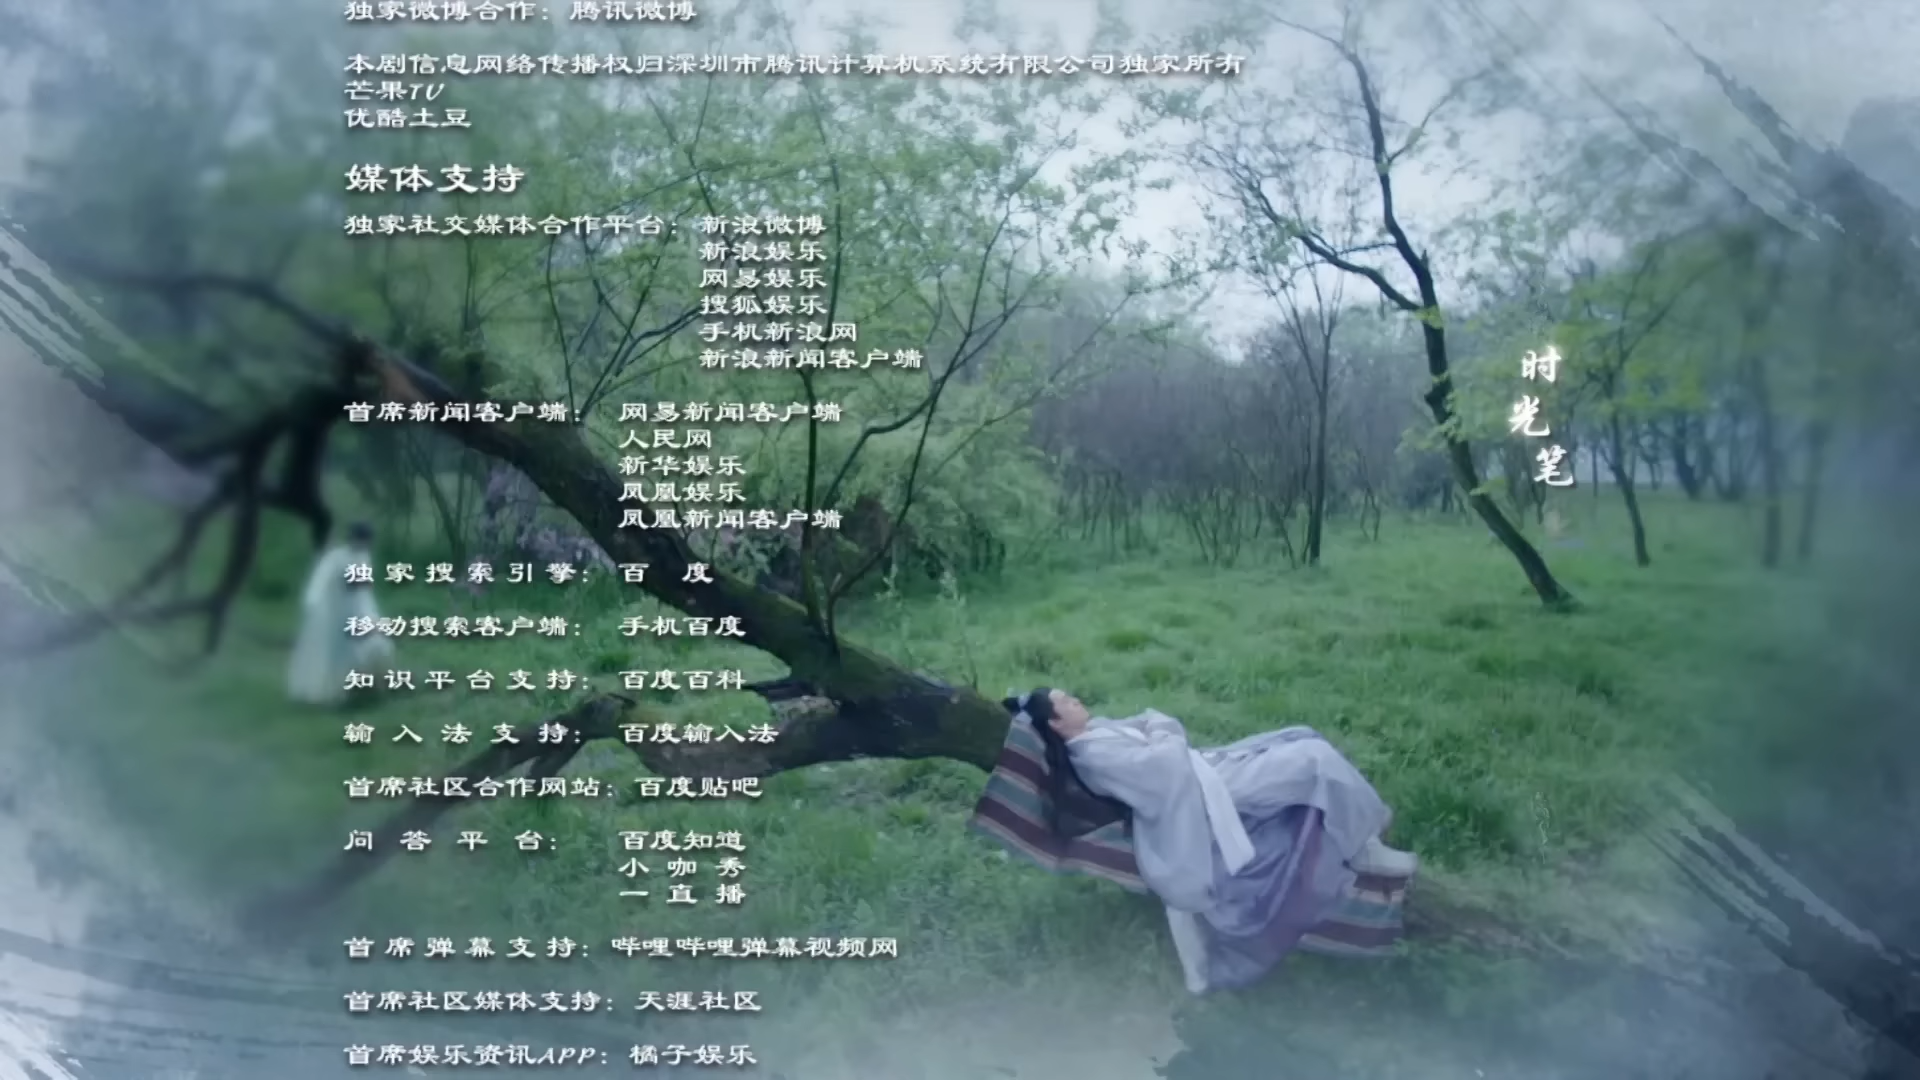 独家微博合作：腾讯微博
本剧信息网络传播权归深圳市腾讯计算机系统有限公司独家所有
芒果TV
优酷土豆
媒体支持
独家社交媒体合作平台：新浪微博
新浪娱乐
网易娱乐
搜狐娱乐
手机新浪网
新浪新闻客户端
首席新闻客户端：网易新闻客户端
人民网
新华娱乐
凤凰娱乐
凤凰新闻客户端
独家搜索引擎：百 度
移动搜索客户端：手机百度
知识平台支持：百度百科
输入法支持：百度输入法
首席社区合作网站：百度贴吧
问答平台：百度知道
小咖秀
一直播
首席弹幕支持：哔哩哔哩弹幕视频网
首席社区媒体支持：天涯社区
首席娱乐资讯APP：橘子娱乐
时光笔